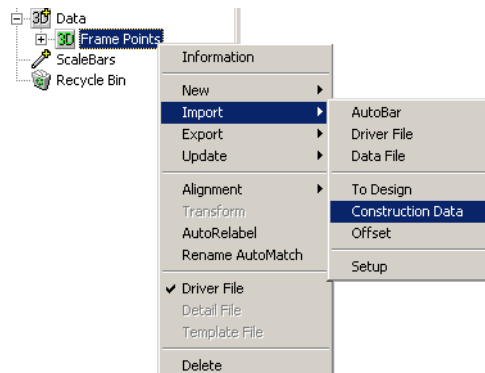 3D Data
3D Frame Points
ScaleBars
Recycle Bin
Information
New
Import
Export
Update
Alignment
Transform
AutoRelabel
Rename AutoMatch
Driver File
Detail File
Template File
Delete
AutoBar
Driver File
Data File
To Design
Construction Data
Offset
Setup